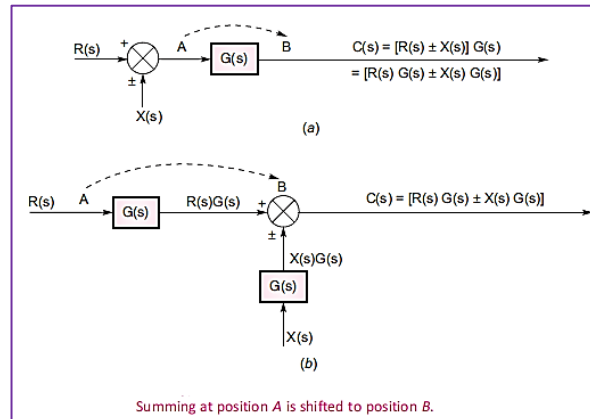 A B C(s) = [R(s) ± X(s)] G(s)
R(s) + G(s) = [R(s) G(s) ± X(s) G(s)]
±
X(s)
(a)
B
R(s) A R(s)G(s) + C(s) = [R(s) G(s) ± X(s) G(s)]
G(s)
±
X(s)G(s)
G(s)
X(s)
(b)
Summing at position A is shifted to position B.